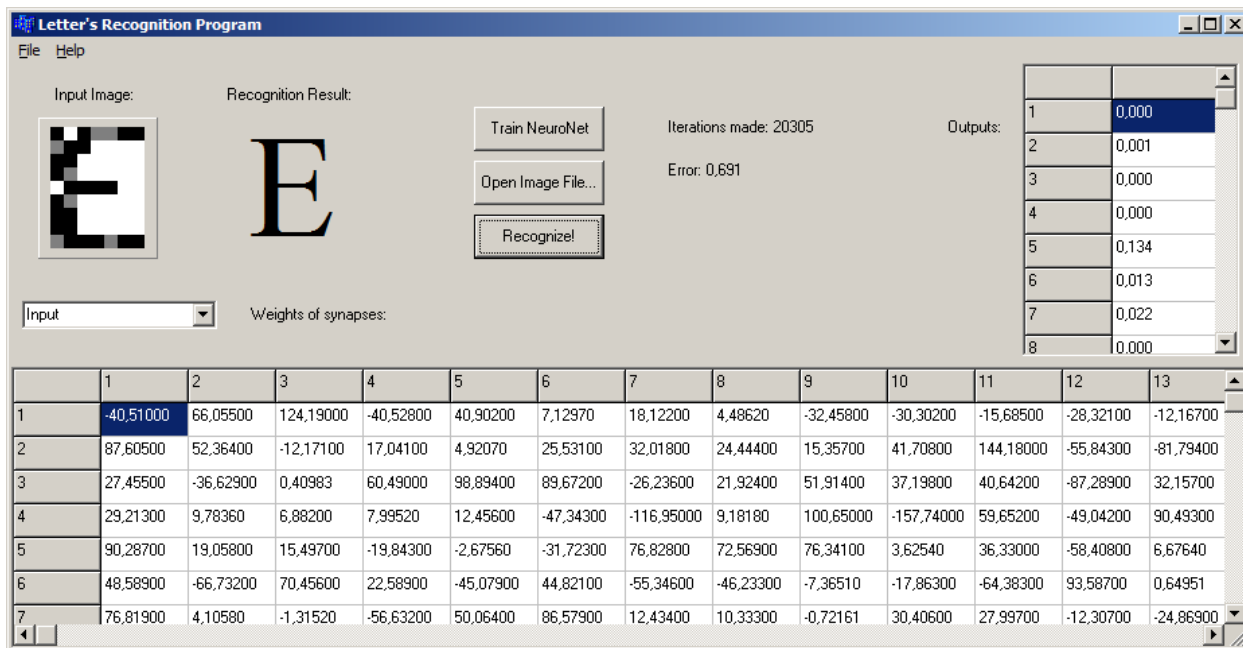 Letter's Recognition Program
File Help
Input Image: Recognition Result:
E
Train NeuroNet
Open Image File...
Recognize!
Iterations made: 20305
Error: 0,691
Outputs:
1 0,000
2 0,001
3 0,000
4 0,000
5 0,134
6 0,013
7 0,022
8 0,000
Input Weights of synapses:
1 2 3 4 5 6 7 8 9 10 11 12 13
1 -40,51000 66,05500 124,19000 -40,52800 40,90200 7,12970 18,12200 4,48620 -32,45800 -30,30200 -15,68500 -28,32100 -12,16700
2 87,60500 52,36400 -12,17100 17,04100 4,92070 25,53100 32,01800 24,44400 15,35700 41,70800 144,18000 -55,84300 -81,79400
3 27,45500 -36,62900 0,40983 60,49000 98,89400 89,67200 -26,23600 21,92400 51,91400 37,19800 40,64200 -87,28900 32,15700
4 29,21300 9,78360 6,88200 7,99520 12,45600 -47,34300 -116,95000 9,18180 100,65000 -157,74000 59,65200 -49,04200 90,49300
5 90,28700 19,05800 15,49700 -19,84300 -2,67560 -31,72300 76,82800 72,56900 76,34100 3,62540 36,33000 -58,40800 6,67640
6 48,58900 -66,73200 70,45600 22,58900 -45,07900 44,82100 -55,34600 -46,23300 -7,36510 -17,86300 -64,38300 93,58700 0,64951
7 76,81900 4,10580 -1,31520 -56,63200 50,06400 86,57900 12,43400 10,33300 -0,72161 30,40600 27,99700 -12,30700 -24,86900